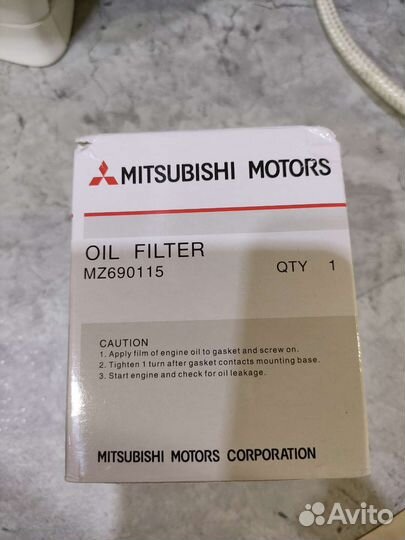 MITSUBISHI MOTORS
OIL FILTER
MZ690115
QTY 1
CAUTION
1. Apply film of engine oil to gasket and screw on.
2. Tighten 1 turn after gasket contacts mounting base.
3. Start engine and check for oil leakage.
MITSUBISHI MOTORS CORPORATION
Avito